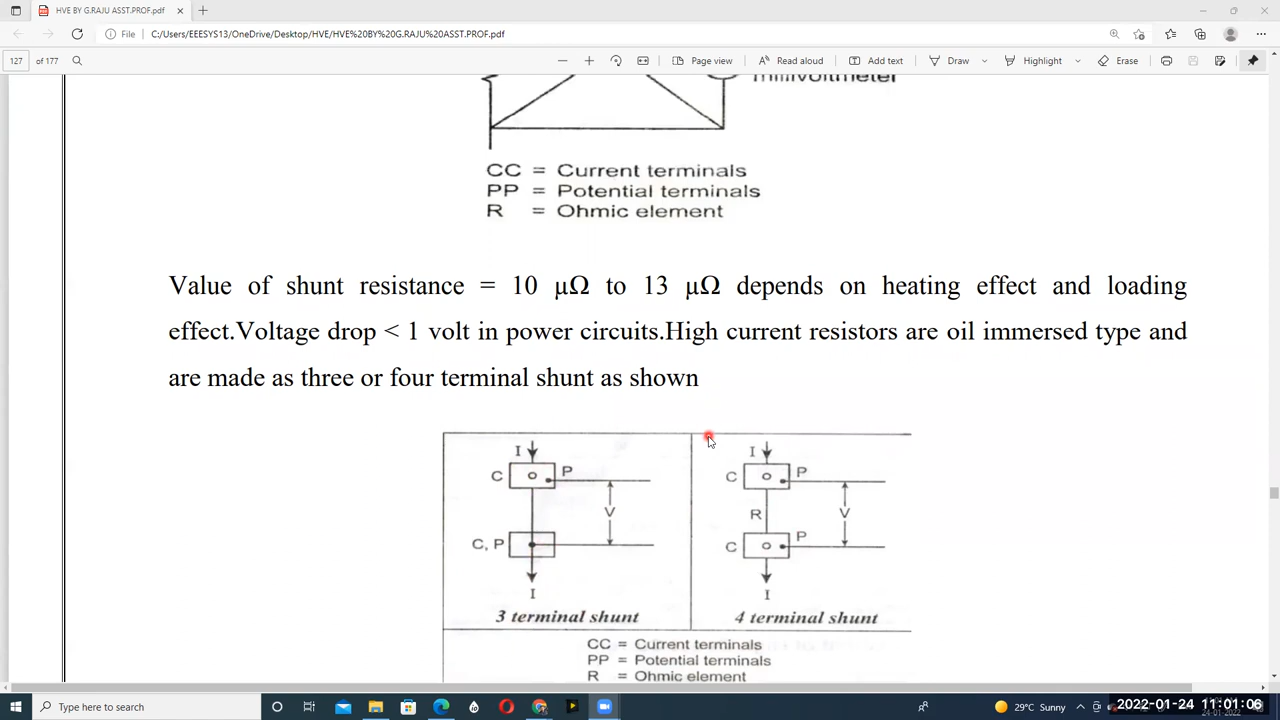 HVE BY G.RAJU ASST.PROF.pdf
File C:/Users/EEESYS13/OneDrive/Desktop/HVE/HVE%20BY%20G.RAJU%20ASST.PROF.pdf
127 of 177 Page view Read aloud Add text Draw Highlight Erase
millivoltmeter
CC = Current terminals
PP = Potential terminals
R = Ohmic element
Value of shunt resistance = 10 µΩ to 13 µΩ depends on heating effect and loading
effect.Voltage drop < 1 volt in power circuits.High current resistors are oil immersed type and
are made as three or four terminal shunt as shown
I I
C P C P
V R V
C, P C P
I I
3 terminal shunt 4 terminal shunt
CC = Current terminals
PP = Potential terminals
R = Ohmic element
Type here to search 29°C Sunny 2022-01-24 11:01:06